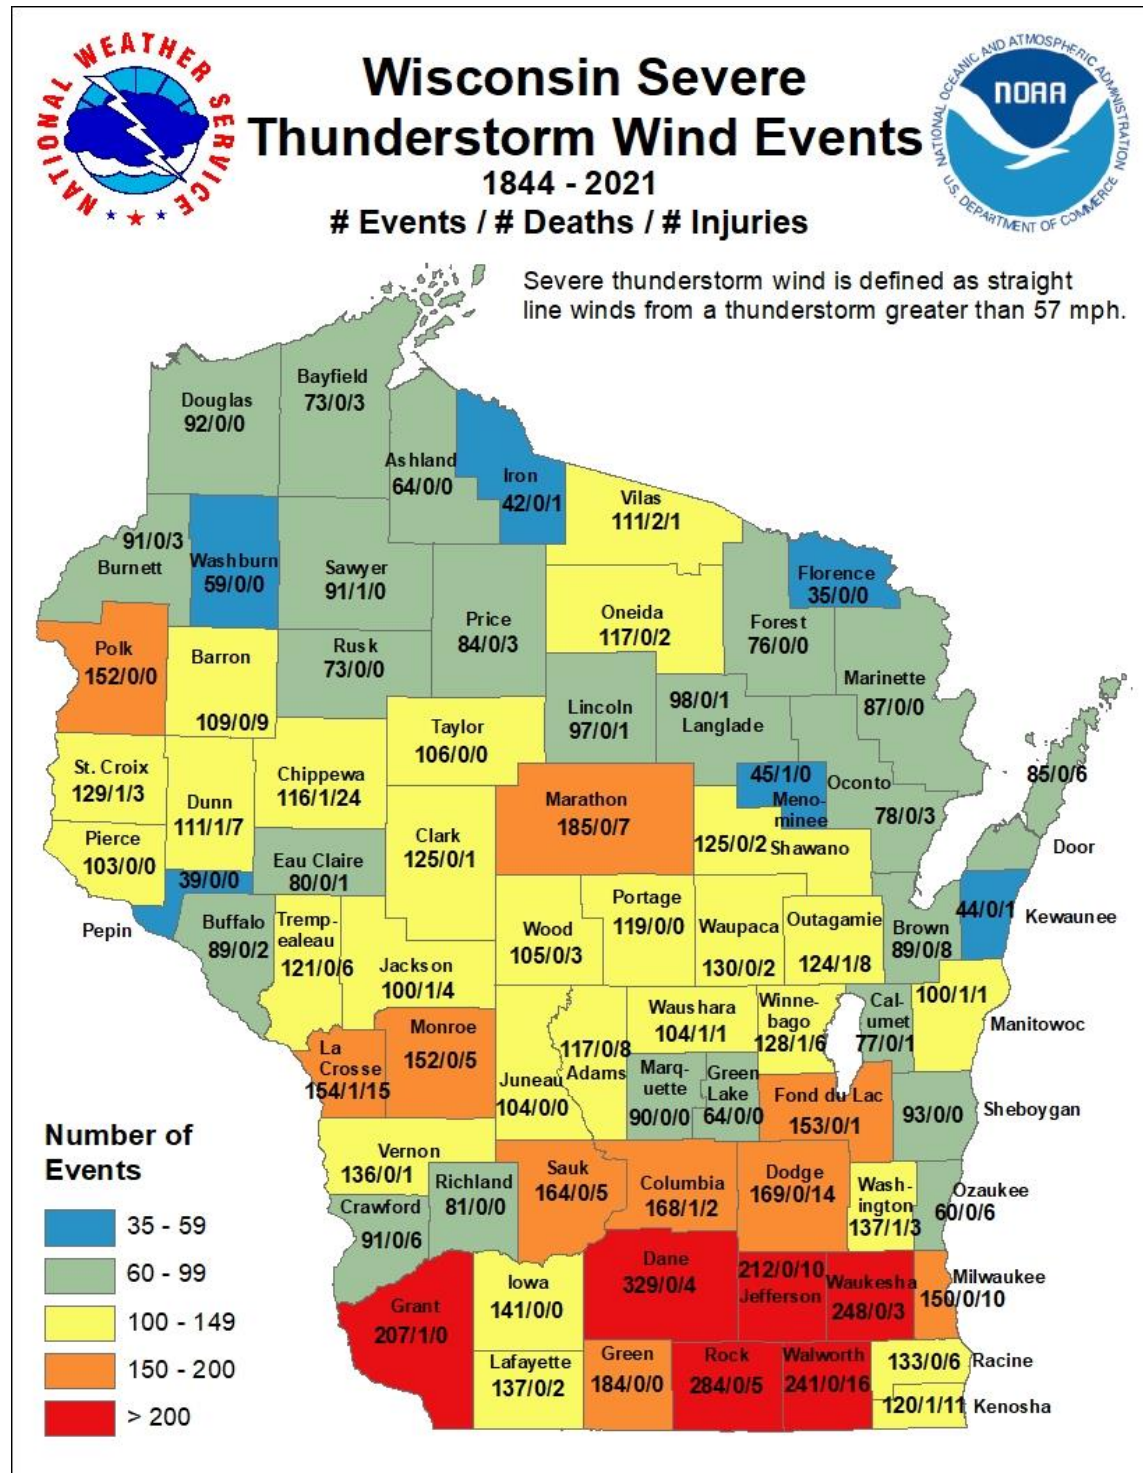 NATIONAL WEATHER SERVICE
Wisconsin Severe
Thunderstorm Wind Events
1844 - 2021
# Events / # Deaths / # Injuries
NATIONAL OCEANIC AND ATMOSPHERIC ADMINISTRATION
NOAA
U.S. DEPARTMENT OF COMMERCE
Severe thunderstorm wind is defined as straight
line winds from a thunderstorm greater than 57 mph.
Douglas
92/0/0
Bayfield
73/0/3
Ashland
64/0/0
Iron
42/0/1
Vilas
111/2/1
91/0/3
Burnett
Washburn
59/0/0
Sawyer
91/1/0
Price
84/0/3
Oneida
117/0/2
Forest
76/0/0
Florence
35/0/0
Marinette
87/0/0
Polk
152/0/0
Barron
109/0/9
Rusk
73/0/0
Taylor
106/0/0
Lincoln
97/0/1
98/0/1
Langlade
Oconto
78/0/3
45/1/0
Meno-
minee
85/0/6
Door
St. Croix
129/1/3
Dunn
111/1/7
Chippewa
116/1/24
Clark
125/0/1
Marathon
185/0/7
125/0/2
Shawano
Pierce
103/0/0
39/0/0
Pepin
Eau Claire
80/0/1
Buffalo
89/0/2
Tremp-
ealeau
121/0/6
Jackson
100/1/4
Wood
105/0/3
Portage
119/0/0
Waupaca
130/0/2
Outagamie
124/1/8
Brown
89/0/8
44/0/1
Kewaunee
La
Crosse
154/1/15
Monroe
152/0/5
Juneau
104/0/0
117/0/8
Adams
Waushara
104/1/1
Winne-
bago
128/1/6
Cal-
umet
77/0/1
100/1/1
Manitowoc
Marq-
uette
90/0/0
Green
Lake
64/0/0
Fond du Lac
153/0/1
93/0/0
Sheboygan
Vernon
136/0/1
Crawford
91/0/6
Richland
81/0/0
Sauk
164/0/5
Columbia
168/1/2
Dodge
169/0/14
Wash-
ington
137/1/3
Ozaukee
60/0/6
Grant
207/1/0
Iowa
141/0/0
Dane
329/0/4
212/0/10
Jefferson
Waukesha
248/0/3
Milwaukee
150/0/10
Lafayette
137/0/2
Green
184/0/0
Rock
284/0/5
Walworth
241/0/16
133/0/6
Racine
120/1/11
Kenosha
Number of
Events
35 - 59
60 - 99
100 - 149
150 - 200
> 200